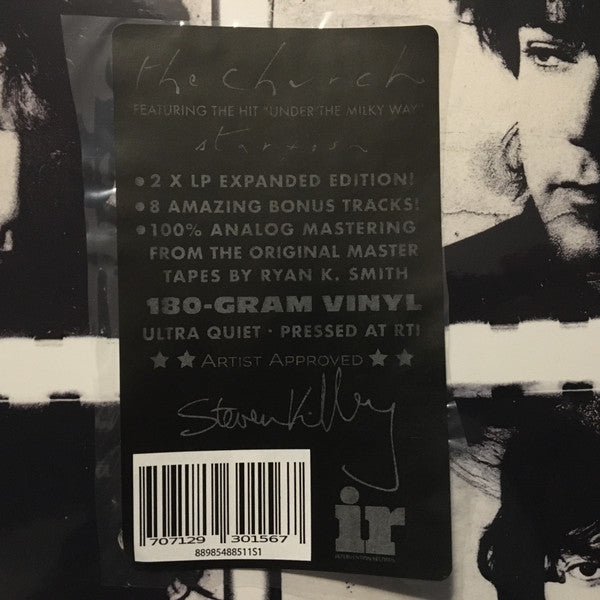 the church
FEATURING THE HIT "UNDER THE MILKY WAY"
starfish
• 2 X LP EXPANDED EDITION!
• 8 AMAZING BONUS TRACKS!
• 100% ANALOG MASTERING
FROM THE ORIGINAL MASTER
TAPES BY RYAN K. SMITH
180-GRAM VINYL
ULTRA QUIET · PRESSED AT RTI
★ ★ ARTIST APPROVED ★ ★
Steven Kilbey
707129 301567
88985488511S1
ir
INTERVENTION RECORDS